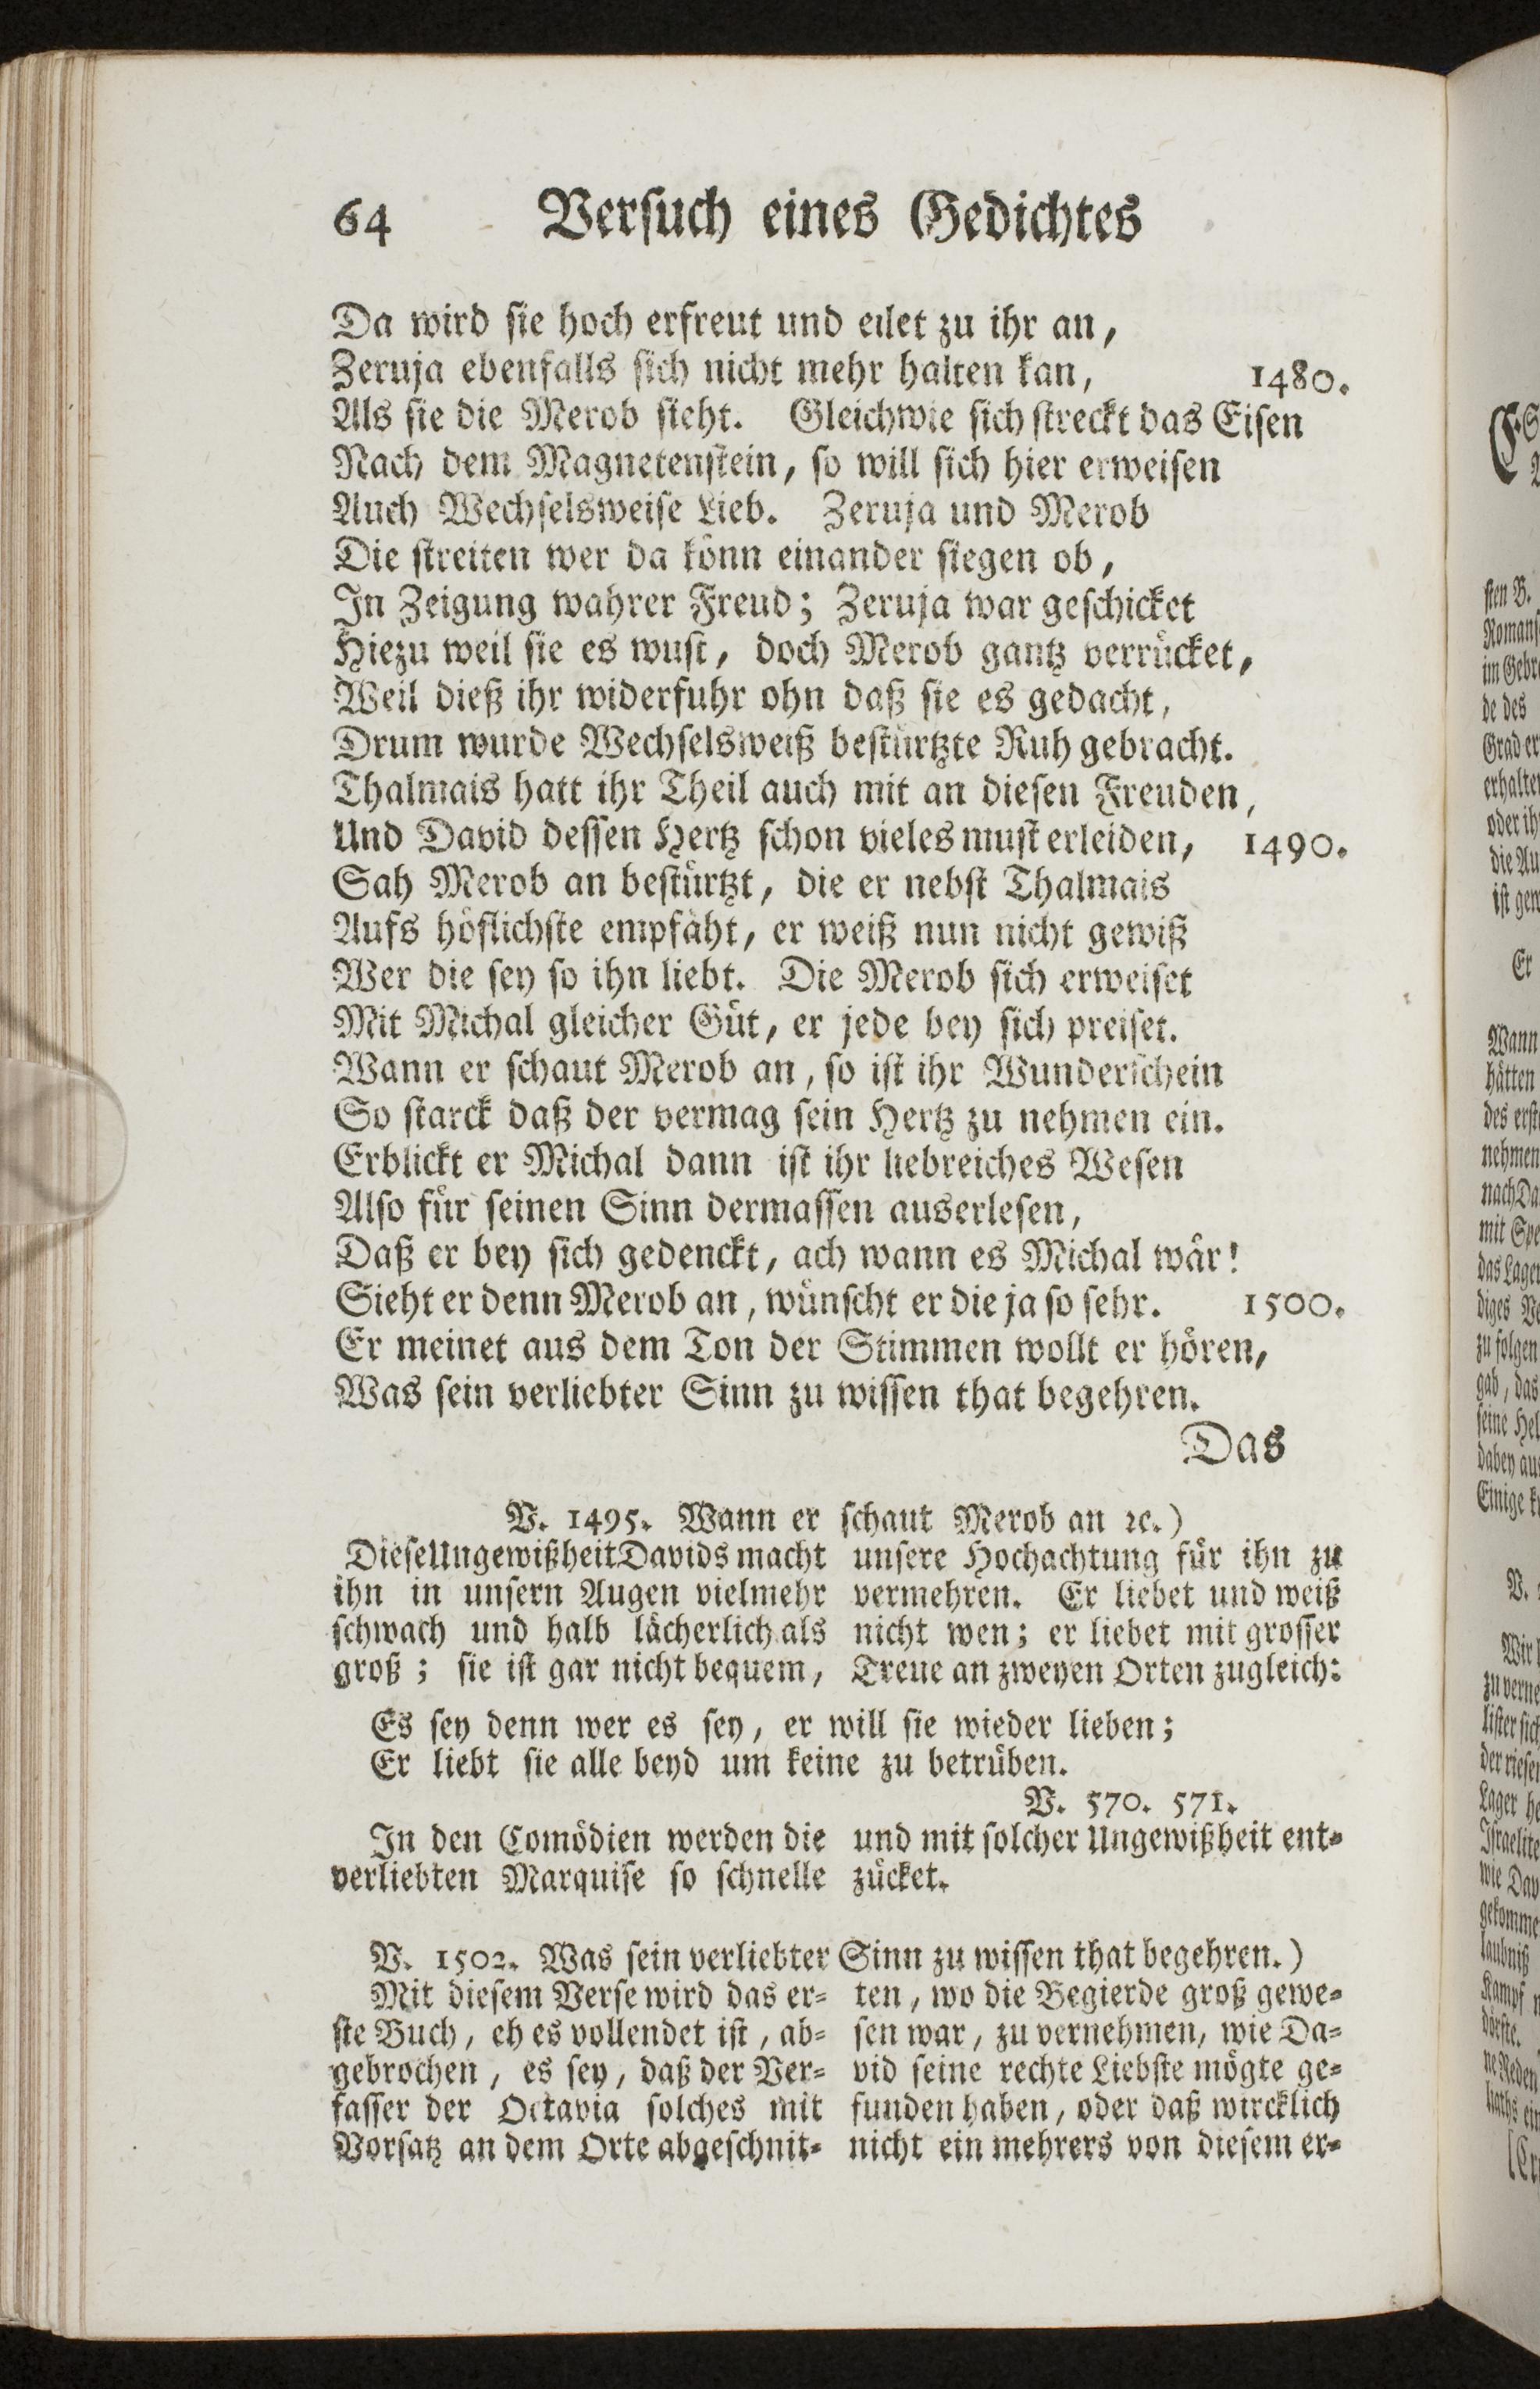 64 Versuch eines Gedichtes
Da wird sie hoch erfreut und eilet zu ihr an,
Zeruja ebenfalls sich nicht mehr halten kan, 1480.
Als sie die Merob sieht. Gleichwie sich streckt das Eisen
Nach dem Magnetenstein, so will sich hier erweisen
Auch Wechselsweise Lieb. Zeruja und Merob
Die streiten wer da könn einander siegen ob,
In Zeigung wahrer Freud; Zeruja war geschicket
Hiezu weil sie es wust, doch Merob gantz verrücket,
Weil dieß ihr widerfuhr ohn daß sie es gedacht,
Drum wurde Wechselsweiß bestürtzte Ruh gebracht.
Thalmais hatt ihr Theil auch mit an diesen Freuden,
Und David dessen Hertz schon vieles must erleiden, 1490.
Sah Merob an bestürtzt, die er nebst Thalmais
Aufs höflichste empfäht, er weiß nun nicht gewiß
Wer die sey so ihn liebt. Die Merob sich erweiset
Mit Michal gleicher Güt, er jede bey sich preiset.
Wann er schaut Merob an, so ist ihr Wunderschein
So starck daß der vermag sein Hertz zu nehmen ein.
Erblickt er Michal dann ist ihr liebreiches Wesen
Also für seinen Sinn dermassen auserlesen,
Daß er bey sich gedenckt, ach wann es Michal wär!
Sieht er denn Merob an, wünscht er die ja so sehr. 1500.
Er meinet aus dem Ton der Stimmen wollt er hören,
Was sein verliebter Sinn zu wissen that begehren.
Das
V. 1495. Wann er schaut Merob an ꝛc.)
Diese Ungewißheit Davids macht
ihn in unsern Augen vielmehr
schwach und halb lächerlich als
groß; sie ist gar nicht bequem,
unsere Hochachtung für ihn zu
vermehren. Er liebet und weiß
nicht wen; er liebet mit grosser
Treue an zweyen Orten zugleich:
Es sey denn wer es sey, er will sie wieder lieben;
Er liebt sie alle beyd um keine zu betrüben.
V. 570. 571.
In den Comödien werden die
verliebten Marquise so schnelle
und mit solcher Ungewißheit ent-
zücket.
V. 1502. Was sein verliebter Sinn zu wissen that begehren.)
Mit diesem Verse wird das er-
ste Buch, eh es vollendet ist, ab-
gebrochen, es sey, daß der Ver-
fasser der Octavia solches mit
Vorsatz an dem Orte abgeschnit-
ten, wo die Begierde groß gewe-
sen war, zu vernehmen, wie Da-
vid seine rechte Liebste mögte ge-
funden haben, oder daß wircklich
nicht ein mehrers von diesem er-